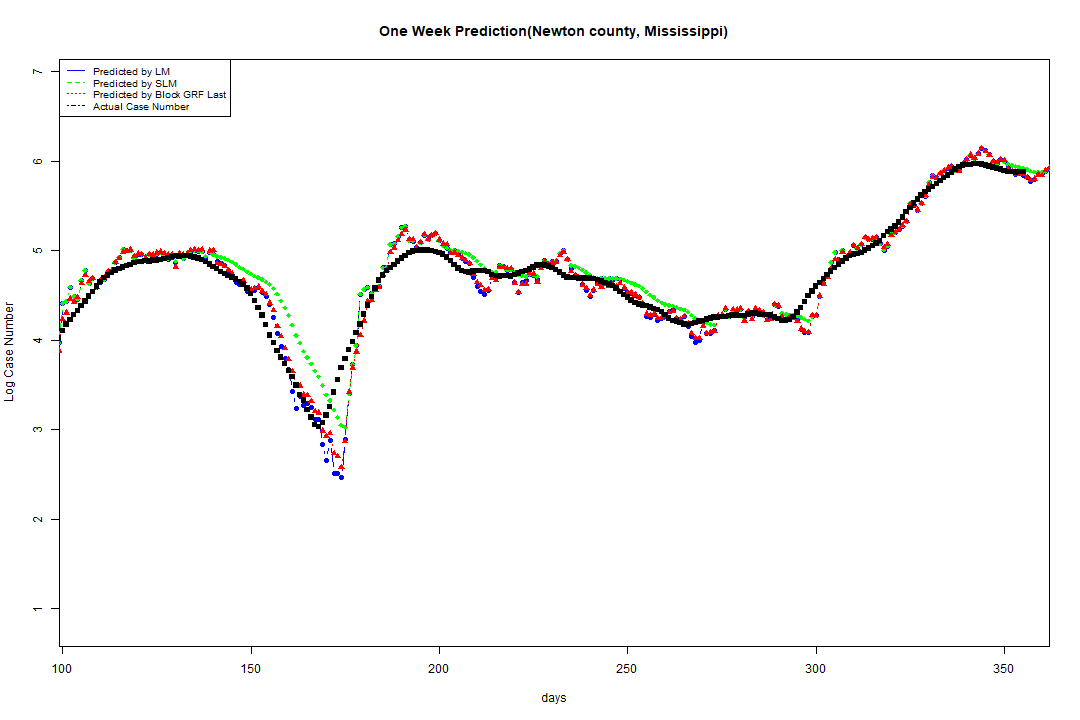 One Week Prediction(Newton county, Mississippi)
Predicted by LM
Predicted by SLM
Predicted by Block GRF Last
Actual Case Number
7
6
5
4
3
2
1
Log Case Number
100 150 200 250 300 350
days